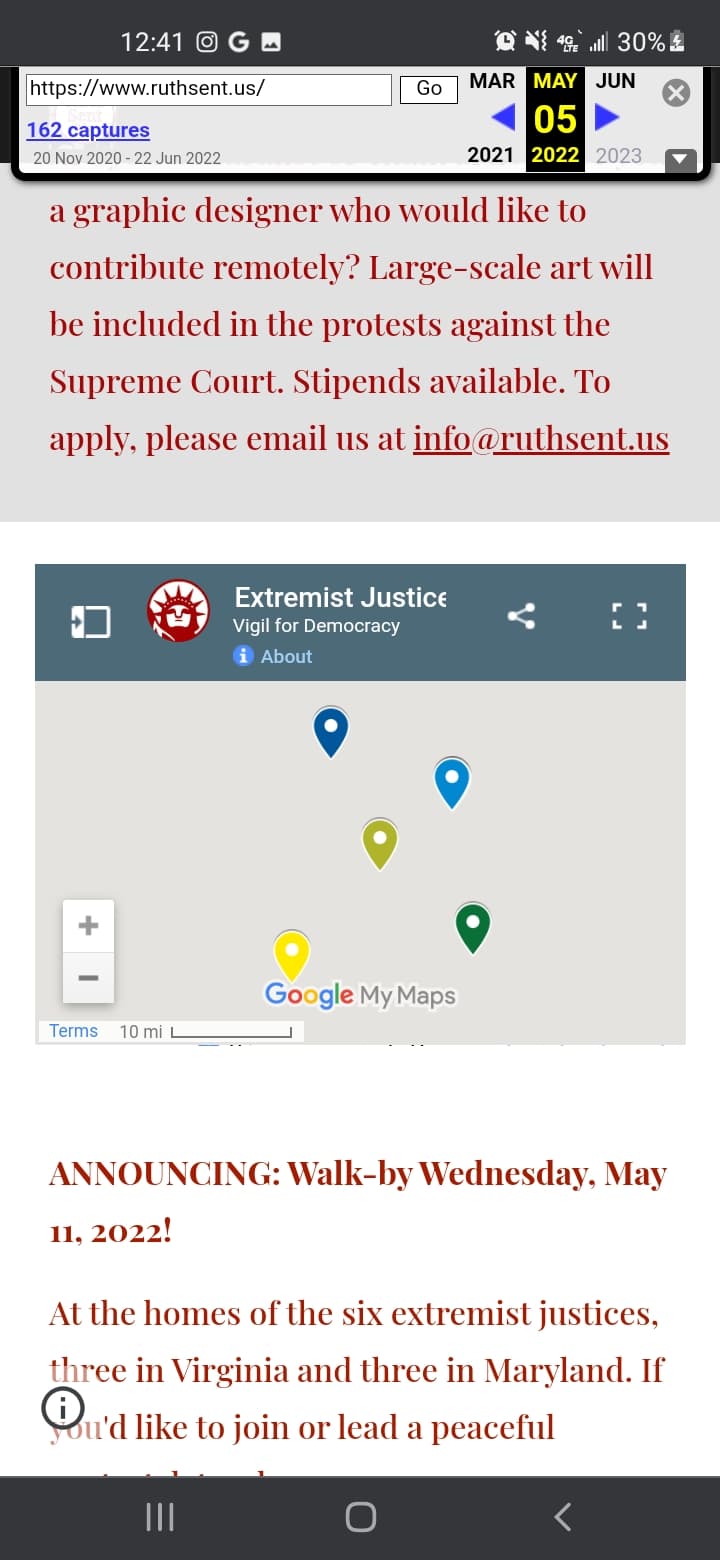 12:41
4G LTE 30%
https://www.ruthsent.us/
Go
MAR MAY JUN
162 captures
05
20 Nov 2020 - 22 Jun 2022
2021 2022 2023
a graphic designer who would like to
contribute remotely? Large-scale art will
be included in the protests against the
Supreme Court. Stipends available. To
apply, please email us at info@ruthsent.us
Extremist Justice
Vigil for Democracy
About
Google My Maps
Terms 10 mi
ANNOUNCING: Walk-by Wednesday, May
11, 2022!
At the homes of the six extremist justices,
three in Virginia and three in Maryland. If
you'd like to join or lead a peaceful